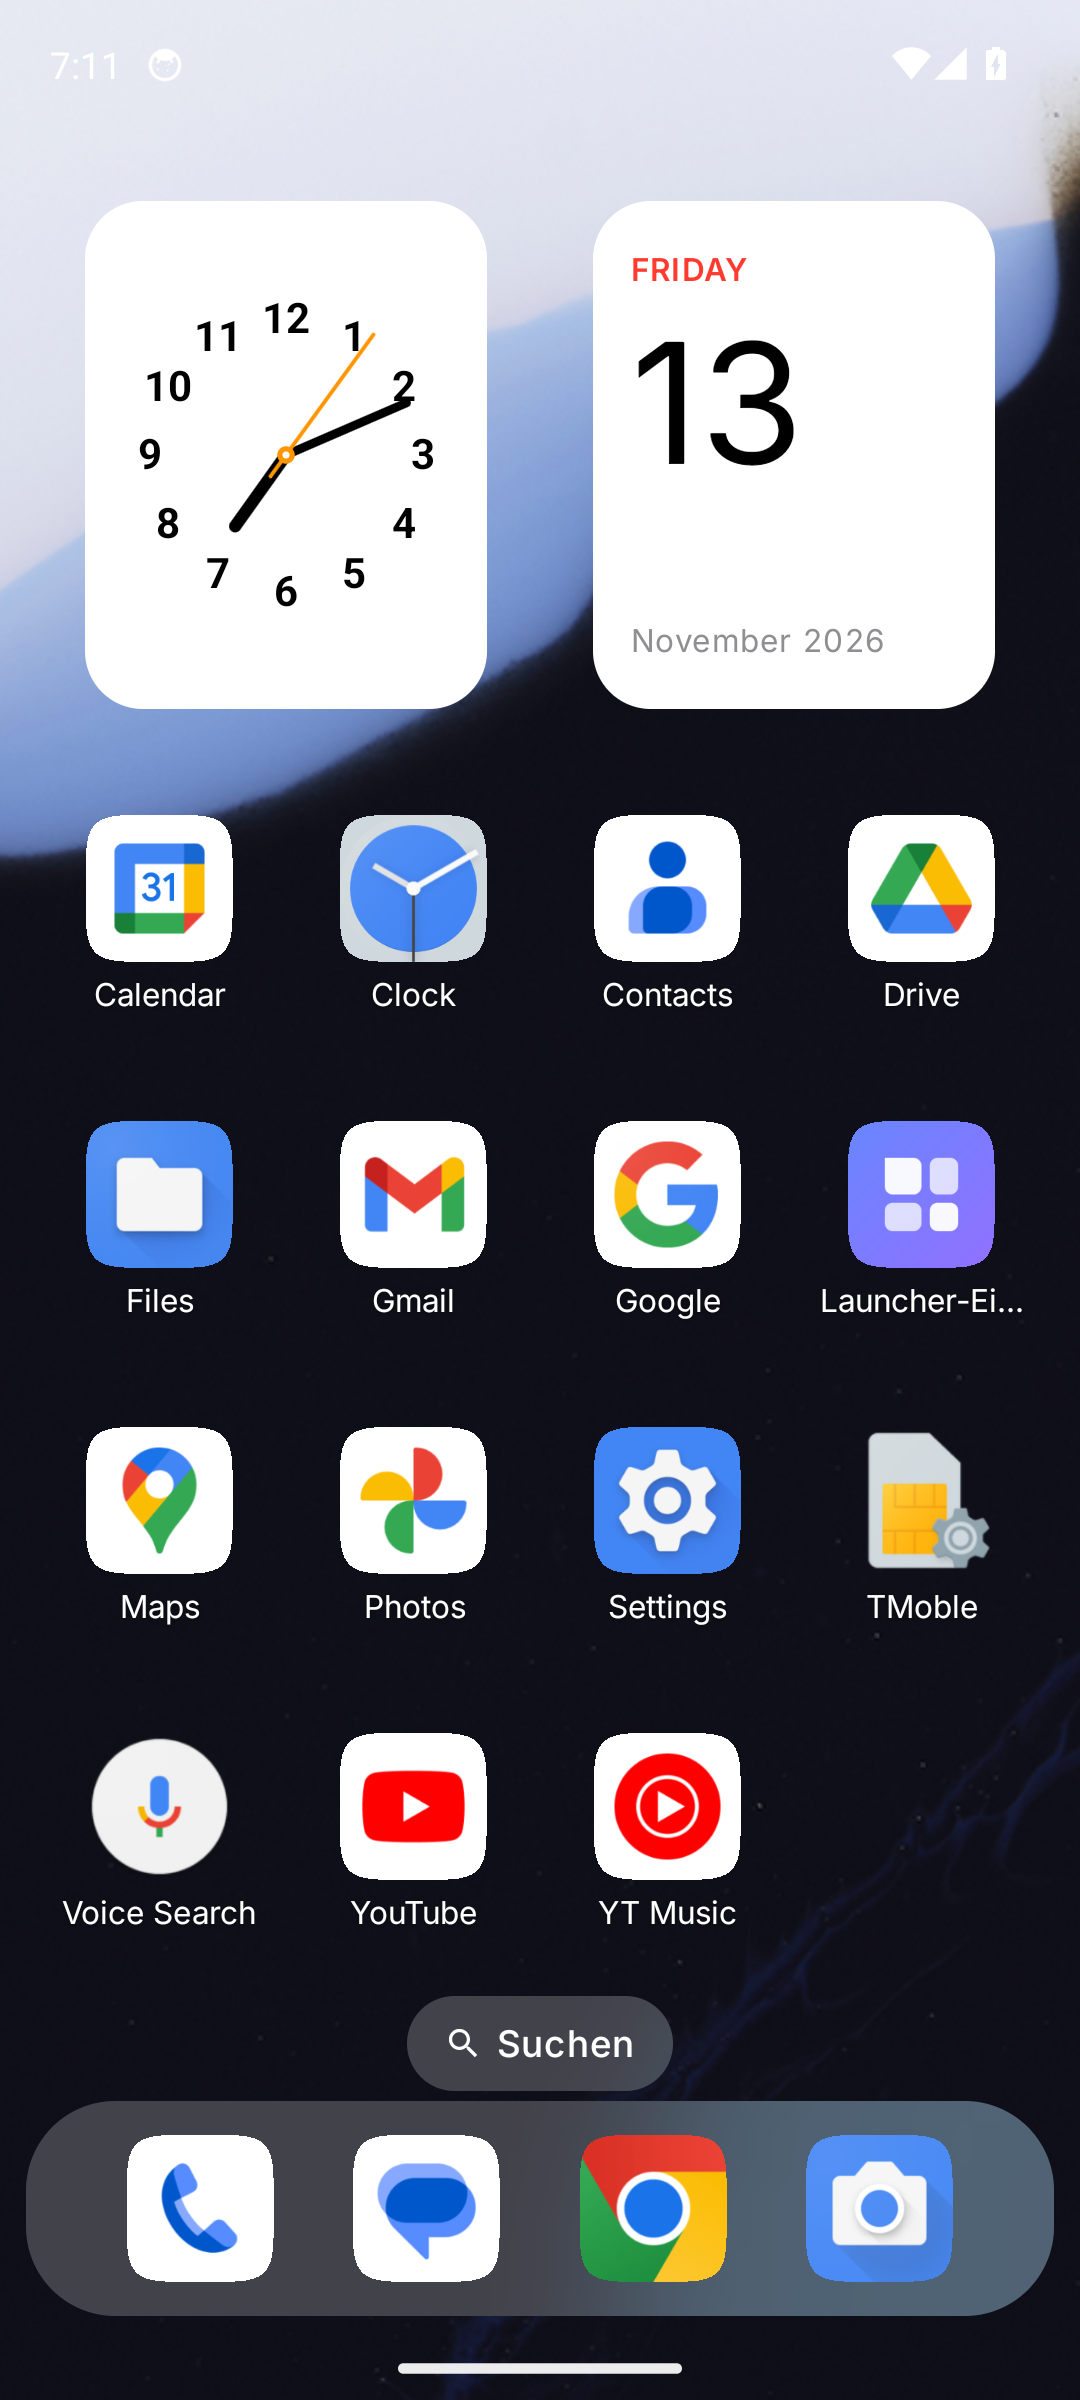 7:11
12
11
1
10
2
9
3
8
4
7
5
6
FRIDAY
13
November 2026
31
Calendar
Clock
Contacts
Drive
Files
Gmail
Google
Launcher-Ei...
Maps
Photos
Settings
TMoble
Voice Search
YouTube
YT Music
Suchen